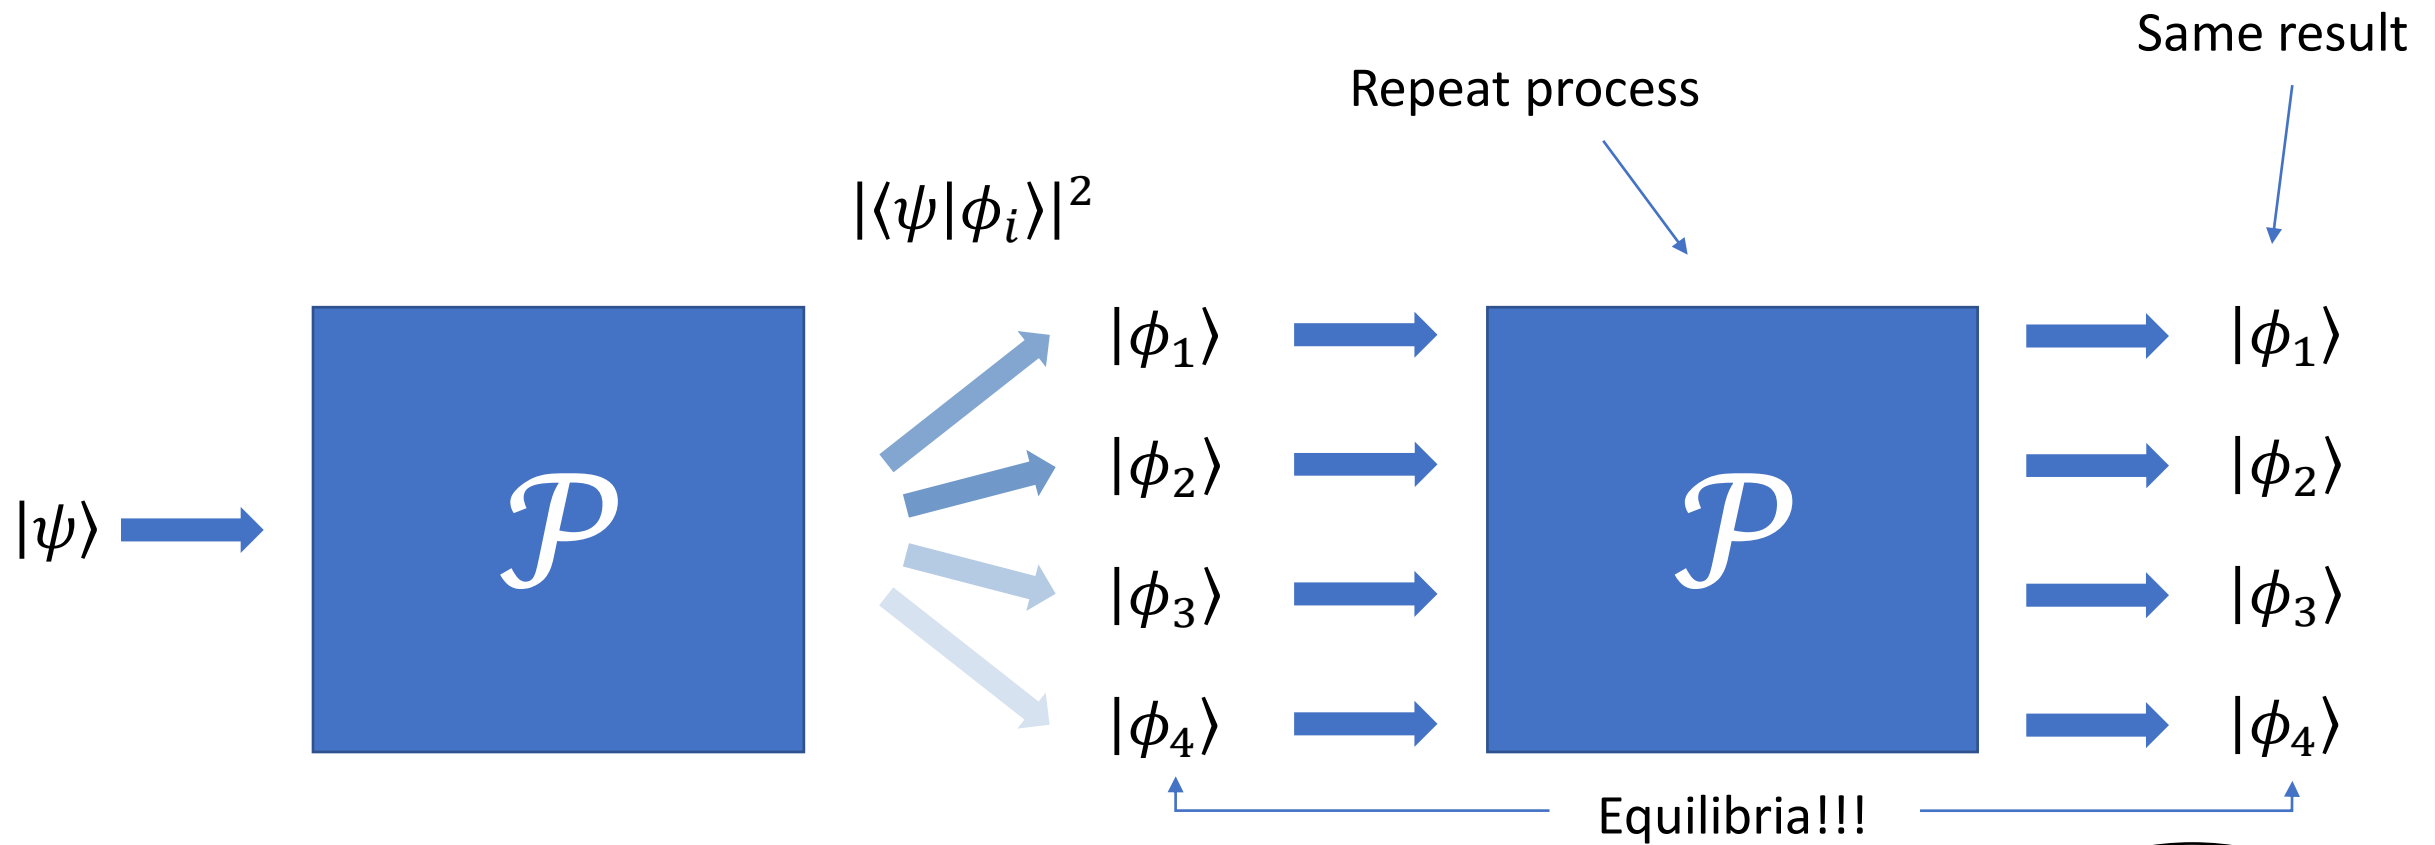 Same result
Repeat process
|⟨ψ|ϕᵢ⟩|²
|ϕ₁⟩ |ϕ₁⟩
|ϕ₂⟩ |ϕ₂⟩
|ψ⟩ 𝒫 𝒫
|ϕ₃⟩ |ϕ₃⟩
|ϕ₄⟩ |ϕ₄⟩
Equilibria!!!